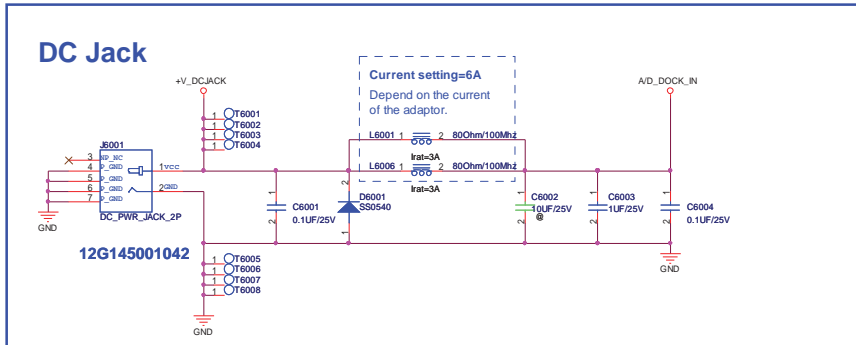 DC Jack
+V_DCJACK
Current setting=6A
Depend on the current
of the adaptor.
A/D_DOCK_IN
1 T6001
1 T6002
1 T6003
1 T6004
L6001 1 2 80Ohm/100Mhz
Irat=3A
L6006 1 2 80Ohm/100Mhz
Irat=3A
J6001
3 NP_NC
4 P_GND
5 P_GND
6 P_GND
7 P_GND
1 VCC
2 GND
DC_PWR_JACK_2P
GND
12G145001042
1
2
C6001
0.1UF/25V
2
1
D6001
SS0540
1
2
C6002
10UF/25V
@
1
2
C6003
1UF/25V
1
2
C6004
0.1UF/25V
1 T6005
1 T6006
1 T6007
1 T6008
GND
GND